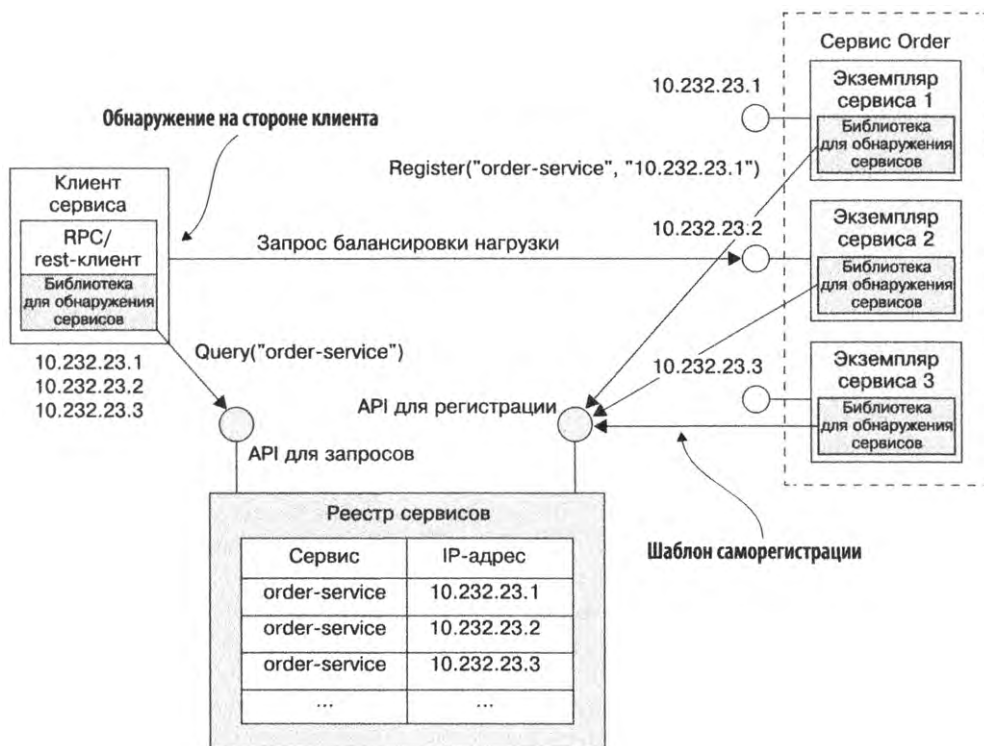 Сервис Order
10.232.23.1
Экземпляр
сервиса 1
Библиотека
для обнаружения
сервисов
Обнаружение на стороне клиента
Register("order-service", "10.232.23.1")
Клиент
сервиса
RPC/
rest-клиент
Библиотека
для обнаружения
сервисов
10.232.23.1
10.232.23.2
10.232.23.3
Запрос балансировки нагрузки
10.232.23.2
Экземпляр
сервиса 2
Библиотека
для обнаружения
сервисов
Query("order-service")
10.232.23.3
Экземпляр
сервиса 3
Библиотека
для обнаружения
сервисов
API для регистрации
API для запросов
Шаблон саморегистрации
Реестр сервисов
Сервис IP-адрес
order-service 10.232.23.1
order-service 10.232.23.2
order-service 10.232.23.3
... ...